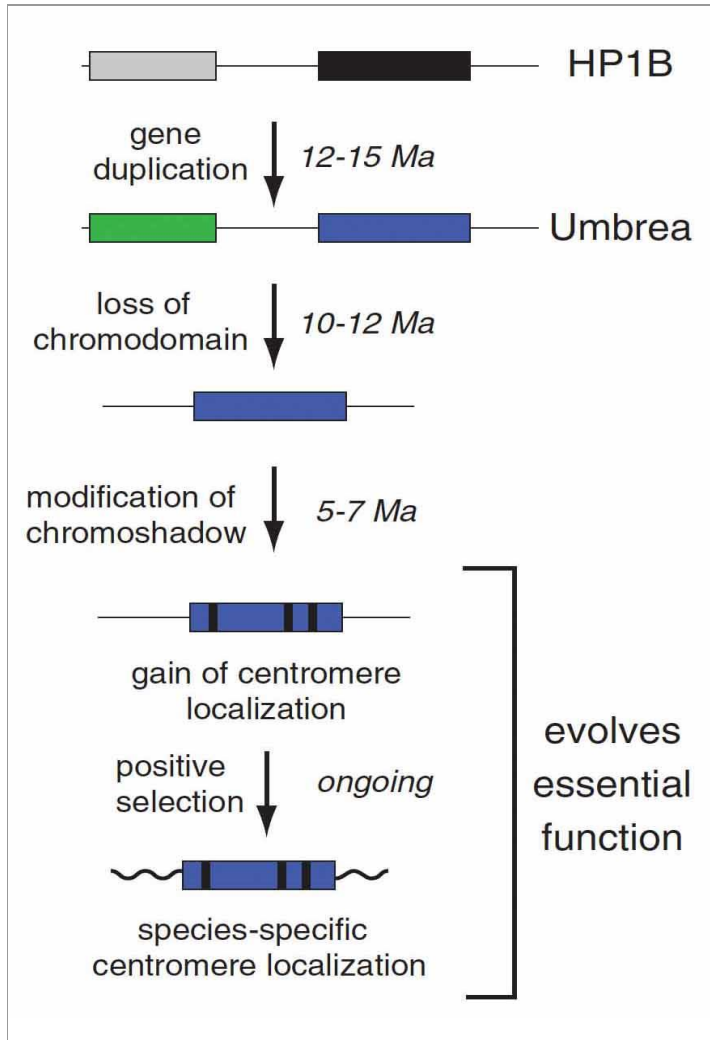 HP1B
gene
duplication
12-15 Ma
Umbrea
loss of
chromodomain
10-12 Ma
modification of
chromoshadow
5-7 Ma
gain of centromere
localization
positive
selection
ongoing
species-specific
centromere localization
evolves
essential
function